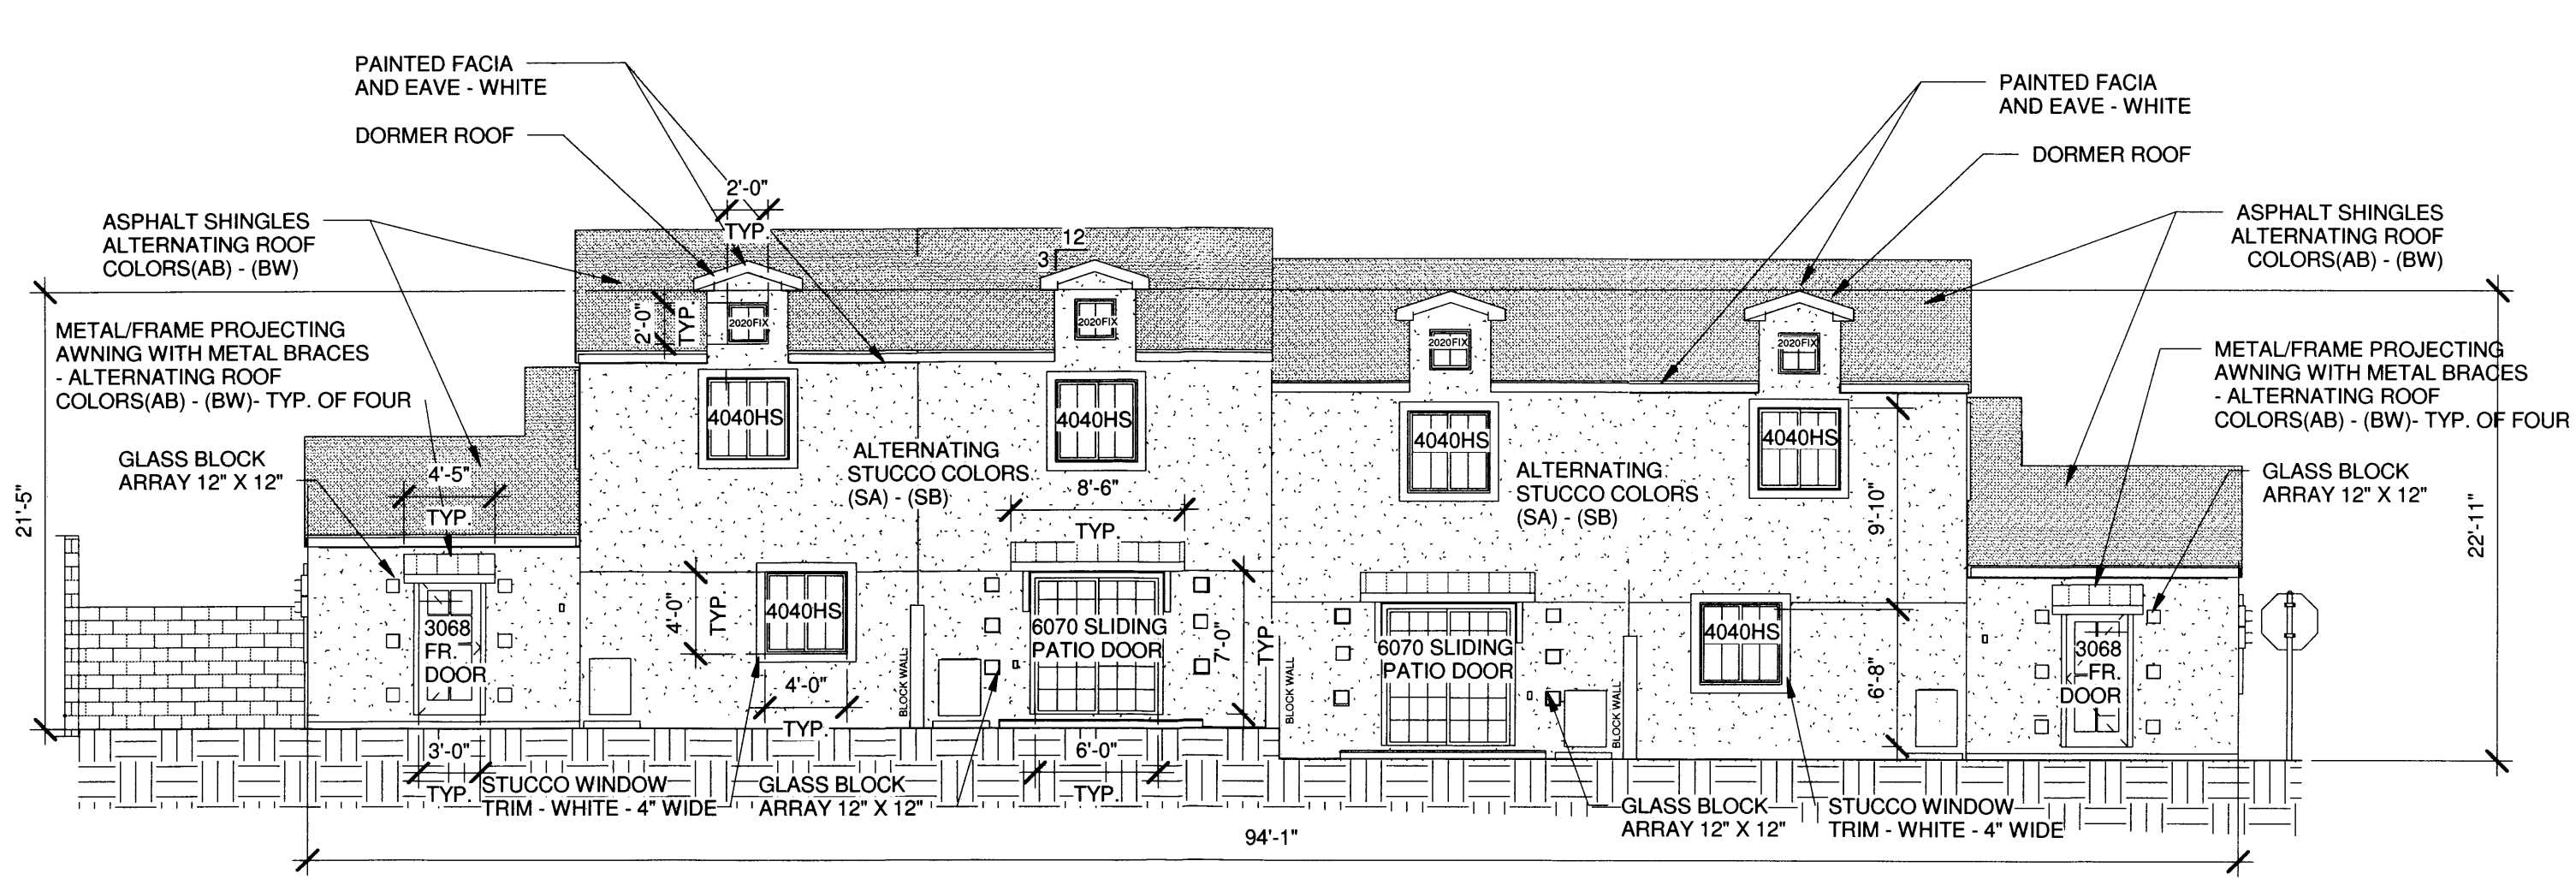 PAINTED FACIA
AND EAVE - WHITE
DORMER ROOF
2'-0"
TYP.
ASPHALT SHINGLES
ALTERNATING ROOF
COLORS(AB) - (BW)
12
3
PAINTED FACIA
AND EAVE - WHITE
DORMER ROOF
ASPHALT SHINGLES
ALTERNATING ROOF
COLORS(AB) - (BW)
METAL/FRAME PROJECTING
AWNING WITH METAL BRACES
- ALTERNATING ROOF
COLORS(AB) - (BW)- TYP. OF FOUR
2'-0"
TYP.
2020FIX
2020FIX
2020FIX
2020FIX
METAL/FRAME PROJECTING
AWNING WITH METAL BRACES
- ALTERNATING ROOF
COLORS(AB) - (BW)- TYP. OF FOUR
GLASS BLOCK
ARRAY 12" X 12"
4'-5"
TYP.
21'-5"
4040HS
4040HS
4040HS
4040HS
ALTERNATING
STUCCO COLORS
(SA) - (SB)
8'-6"
TYP.
ALTERNATING
STUCCO COLORS
(SA) - (SB)
9'-10"
GLASS BLOCK
ARRAY 12" X 12"
22'-11"
3068
FR.
DOOR
4'-0"
TYP.
4040HS
4'-0"
TYP.
BLOCK WALL
6070 SLIDING
PATIO DOOR
7'-0"
TYP.
BLOCK WALL
6070 SLIDING
PATIO DOOR
BLOCK WALL
4040HS
6'-8"
3068
FR.
DOOR
3'-0"
TYP.
STUCCO WINDOW
TRIM - WHITE - 4" WIDE
GLASS BLOCK
ARRAY 12" X 12"
6'-0"
TYP.
GLASS BLOCK
ARRAY 12" X 12"
STUCCO WINDOW
TRIM - WHITE - 4" WIDE
94'-1"